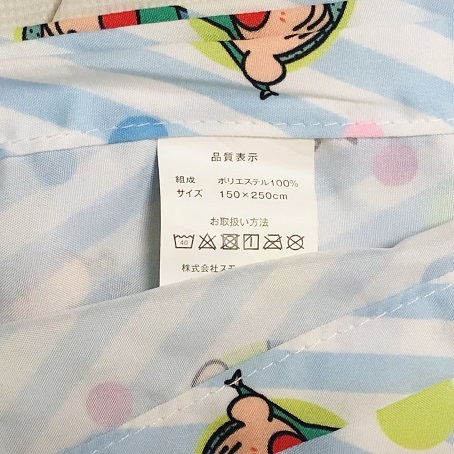 品質表示
組成 ポリエステル100%
サイズ 150×250cm
お取扱い方法
40
株式会社スモ